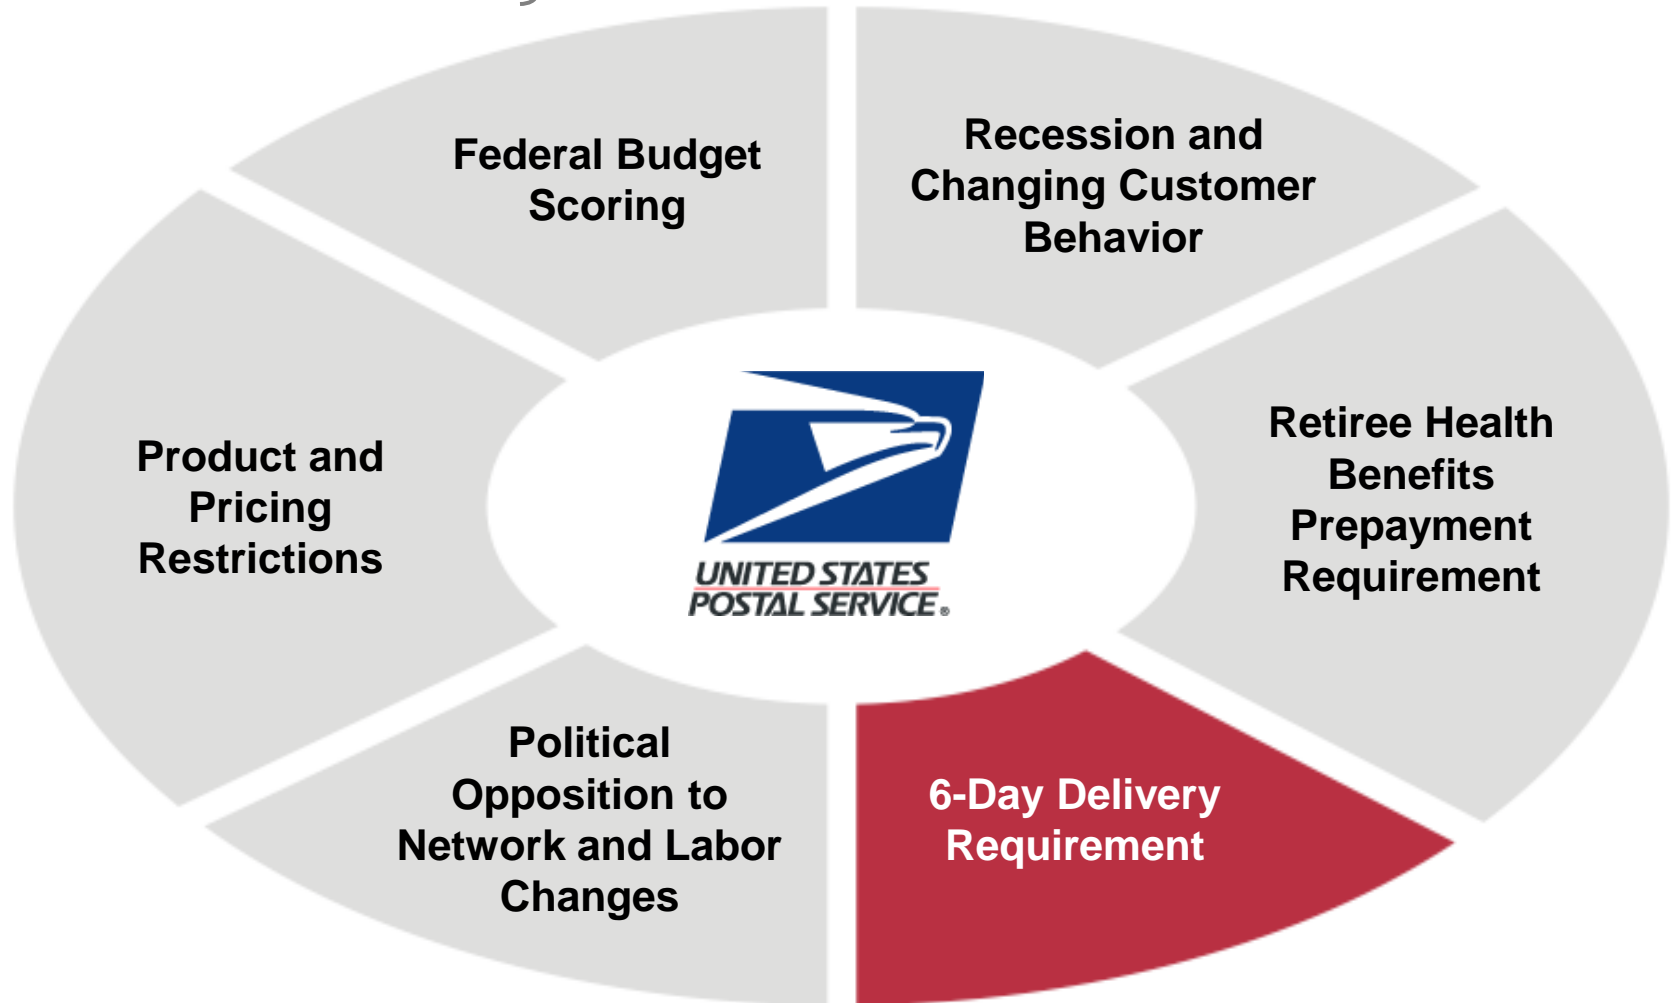 Federal Budget
Scoring
Recession and
Changing Customer
Behavior
Retiree Health
Benefits
Prepayment
Requirement
6-Day Delivery
Requirement
Political
Opposition to
Network and Labor
Changes
Product and
Pricing
Restrictions
UNITED STATES
POSTAL SERVICE®